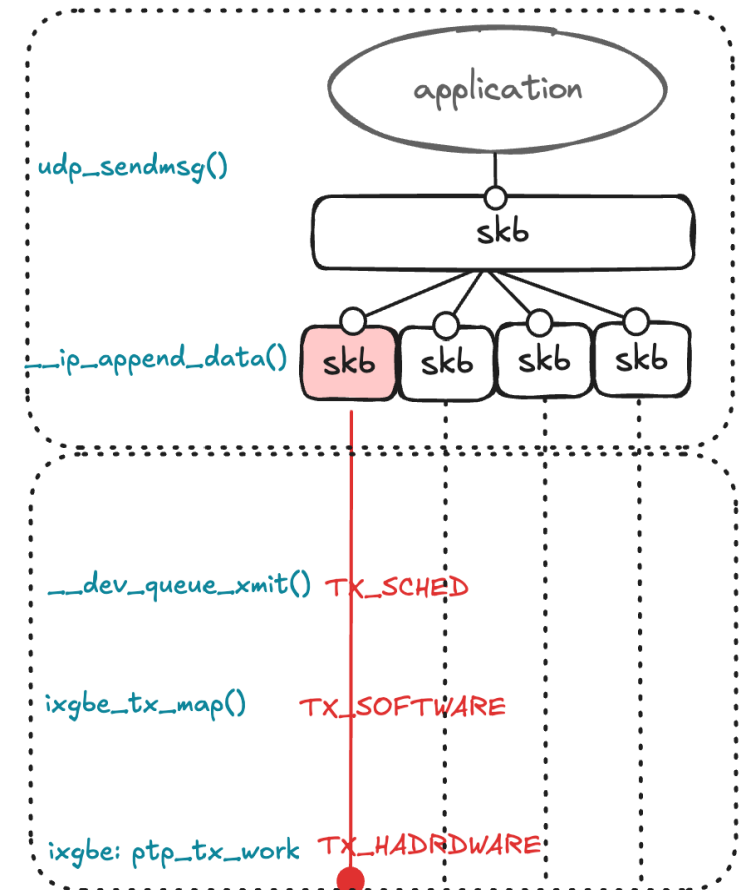 application
udp_sendmsg()
skb
__ip_append_data()
skb
skb
skb
skb
__dev_queue_xmit()
TX_SCHED
ixgbe_tx_map()
TX_SOFTWARE
ixgbe: ptp_tx_work
TX_HADRDWARE